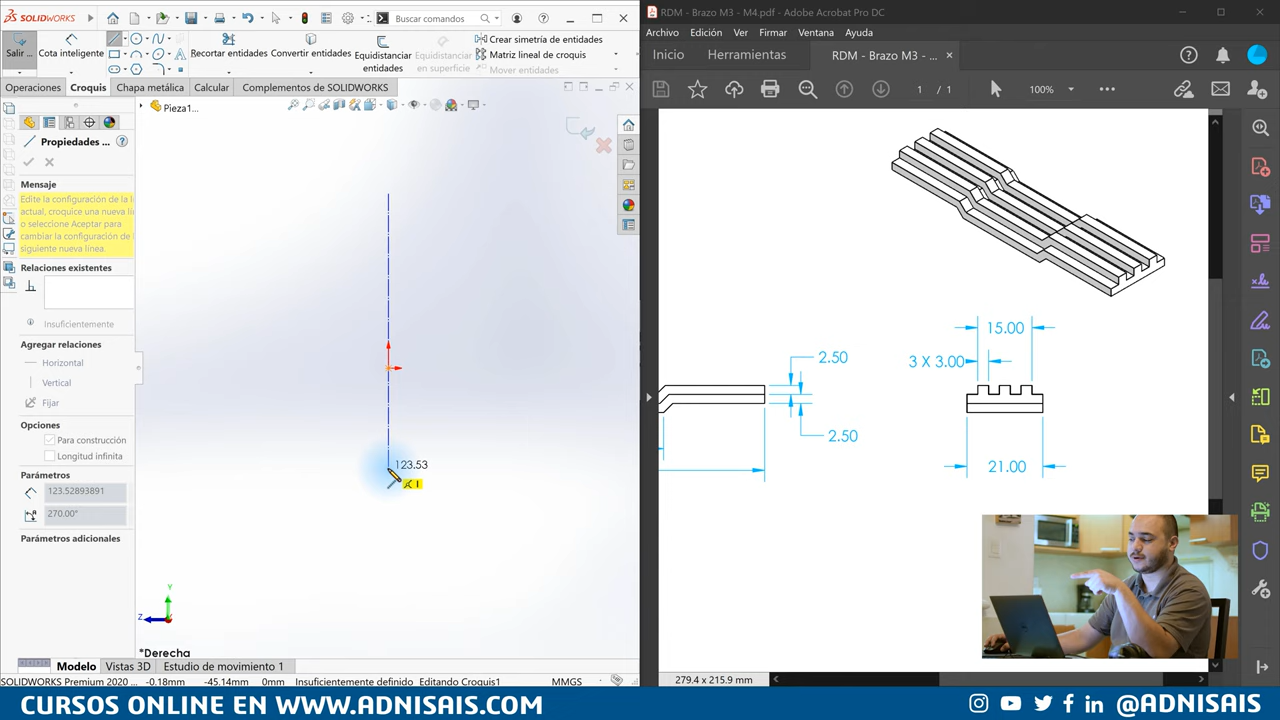 SOLIDWORKS
Buscar comandos
Salir ...
Cota inteligente
Recortar entidades
Convertir entidades
Equidistanciar entidades
Equidistanciar en superficie
Crear simetría de entidades
Matriz lineal de croquis
Mover entidades
Operaciones
Croquis
Chapa metálica
Calcular
Complementos de SOLIDWORKS
Pieza1...
Propiedades ...
Mensaje
Edite la configuración de la l
actual, croquice una nueva lín
o seleccione Aceptar para
cambiar la configuración de l
siguiente nueva línea.
Relaciones existentes
Insuficientemente
Agregar relaciones
Horizontal
Vertical
Fijar
Opciones
Para construcción
Longitud infinita
Parámetros
123.52893891
270.00°
Parámetros adicionales
123.53
Y
Z
*Derecha
Modelo
Vistas 3D
Estudio de movimiento 1
SOLIDWORKS Premium 2020 ...
-0.18mm
-45.14mm
0mm
Insuficientemente definido
Editando Croquis1
MMGS
RDM - Brazo M3 - M4.pdf - Adobe Acrobat Pro DC
Archivo
Edición
Ver
Firmar
Ventana
Ayuda
Inicio
Herramientas
RDM - Brazo M3 - ...
1 / 1
100%
15.00
3 X 3.00
2.50
2.50
21.00
279.4 x 215.9 mm
CURSOS ONLINE EN WWW.ADNISAIS.COM
@ADNISAIS